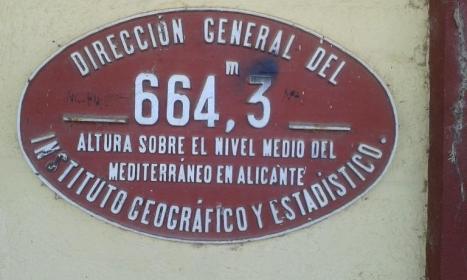 DIRECCIÓN GENERAL DEL
664,3 m
ALTURA SOBRE EL NIVEL MEDIO DEL
MEDITERRÁNEO EN ALICANTE
INSTITUTO GEOGRÁFICO Y ESTADÍSTICO.